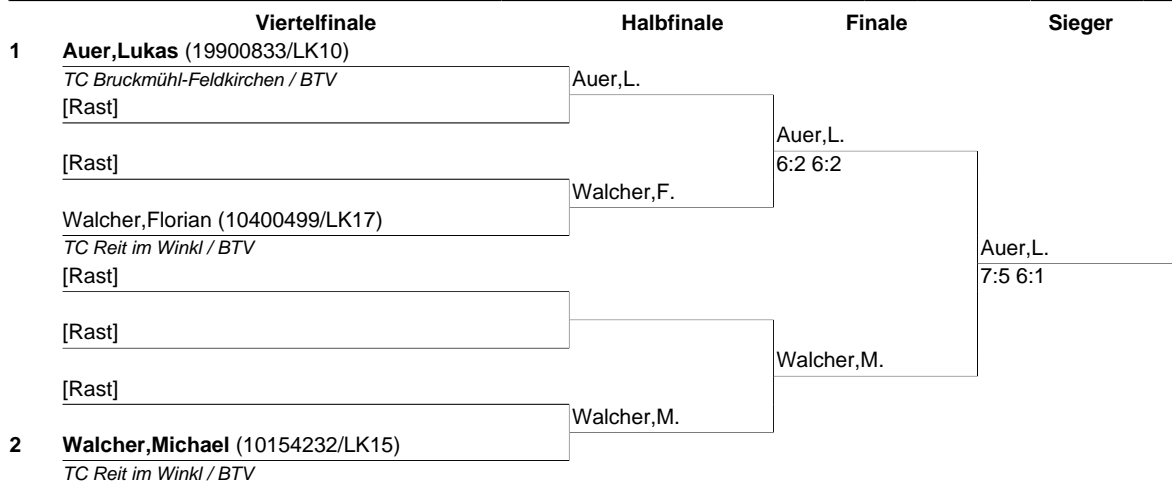 Viertelfinale Halbfinale Finale Sieger
1 Auer,Lukas (19900833/LK10)
TC Bruckmühl-Feldkirchen / BTV Auer,L.
[Rast]
Auer,L.
[Rast] 6:2 6:2
Walcher,F.
Walcher,Florian (10400499/LK17)
TC Reit im Winkl / BTV Auer,L.
[Rast] 7:5 6:1
[Rast]
Walcher,M.
[Rast]
Walcher,M.
2 Walcher,Michael (10154232/LK15)
TC Reit im Winkl / BTV